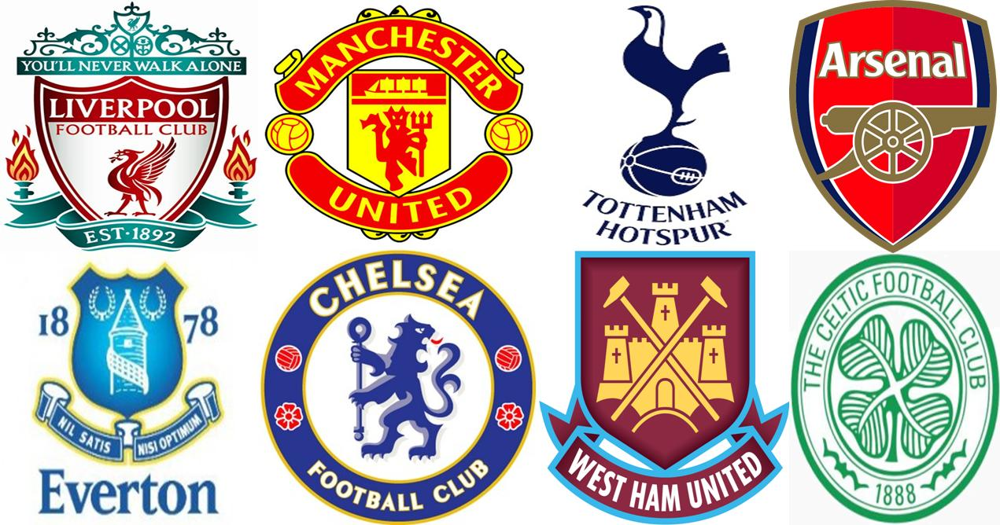 YOU'LL NEVER WALK ALONE
LIVERPOOL
FOOTBALL CLUB
EST·1892
MANCHESTER
UNITED
TOTTENHAM
HOTSPUR
Arsenal
18 78
NIL SATIS NISI OPTIMUM
Everton
CHELSEA
FOOTBALL CLUB
WEST HAM UNITED
THE CELTIC FOOTBALL CLUB
1888